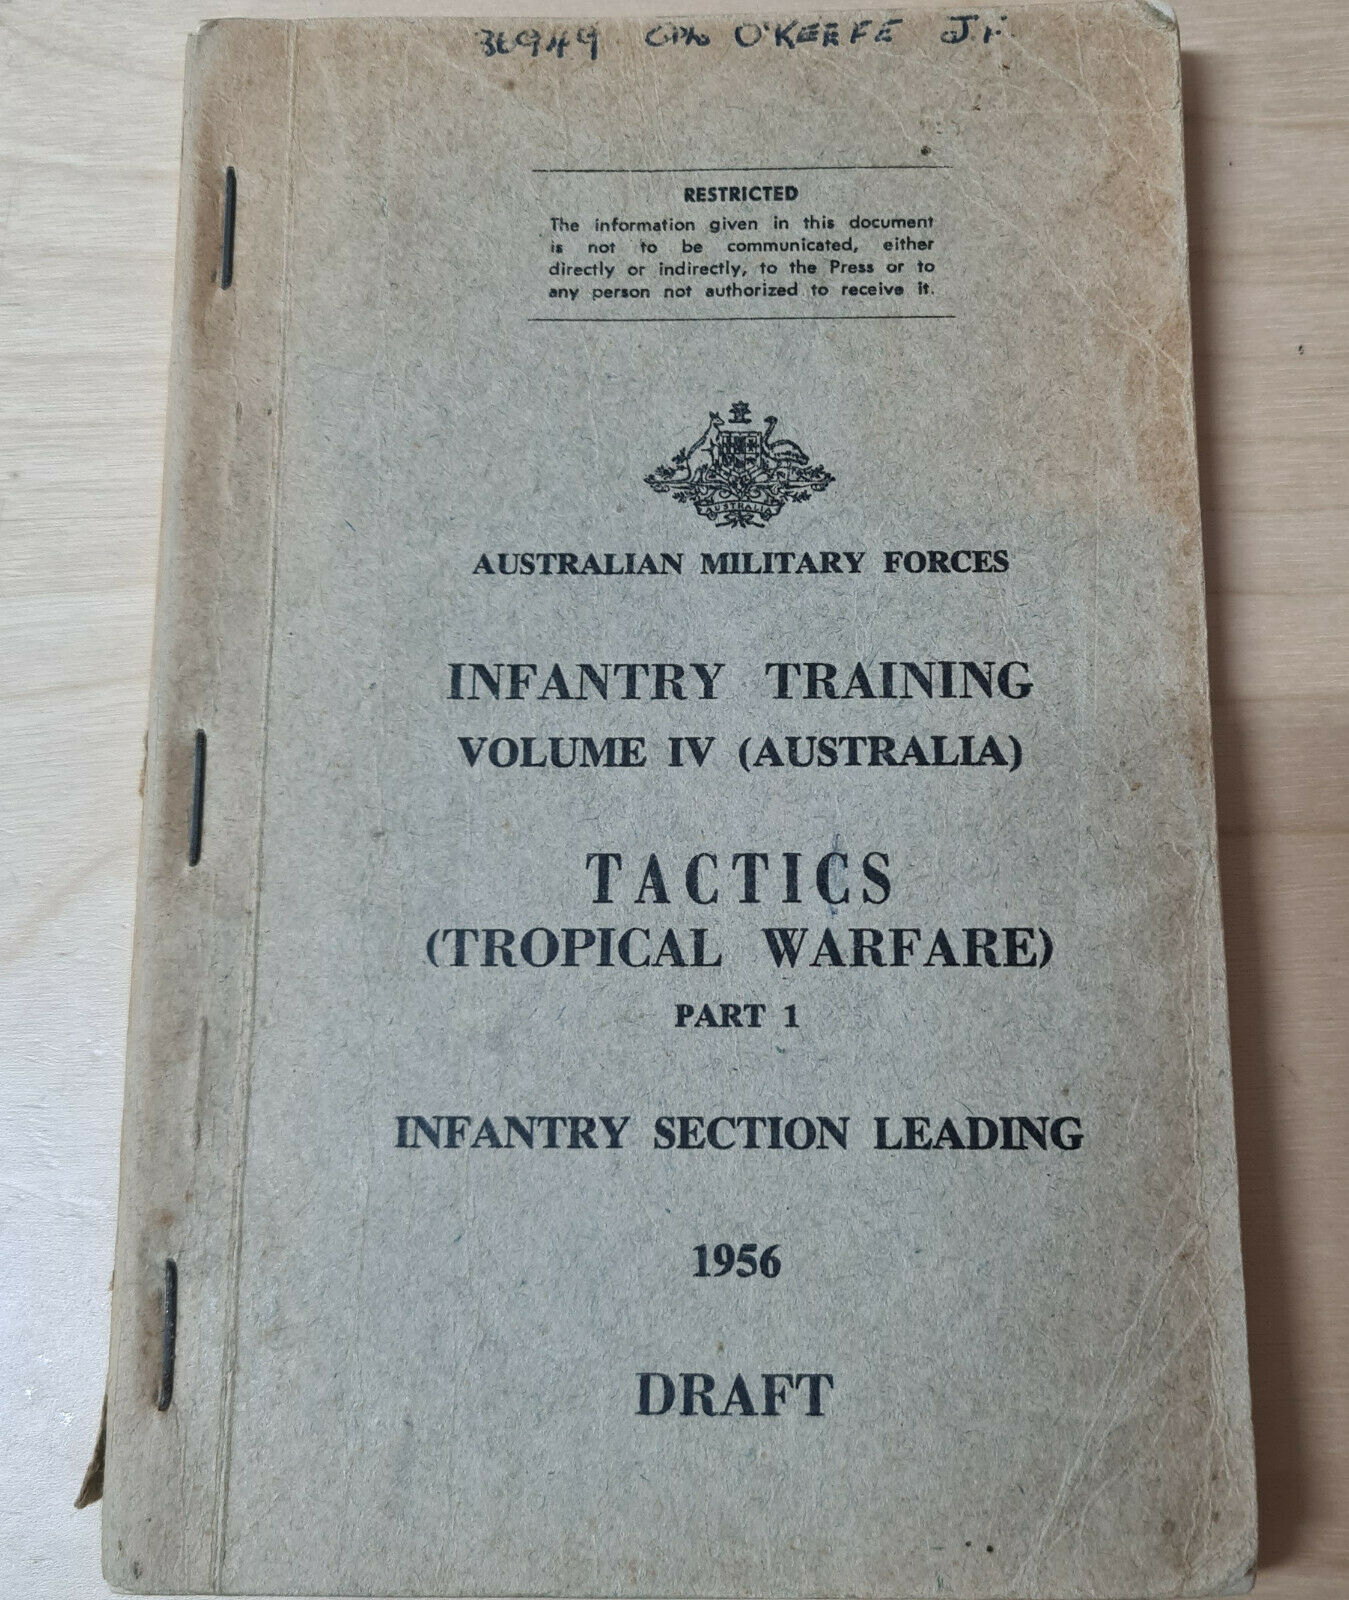 36949 Cpl O'KEEFE J.F.
RESTRICTED
The information given in this document
is not to be communicated, either
directly or indirectly, to the Press or to
any person not authorized to receive it.
AUSTRALIA
AUSTRALIAN MILITARY FORCES
INFANTRY TRAINING
VOLUME IV (AUSTRALIA)
TACTICS
(TROPICAL WARFARE)
PART 1
INFANTRY SECTION LEADING
1956
DRAFT